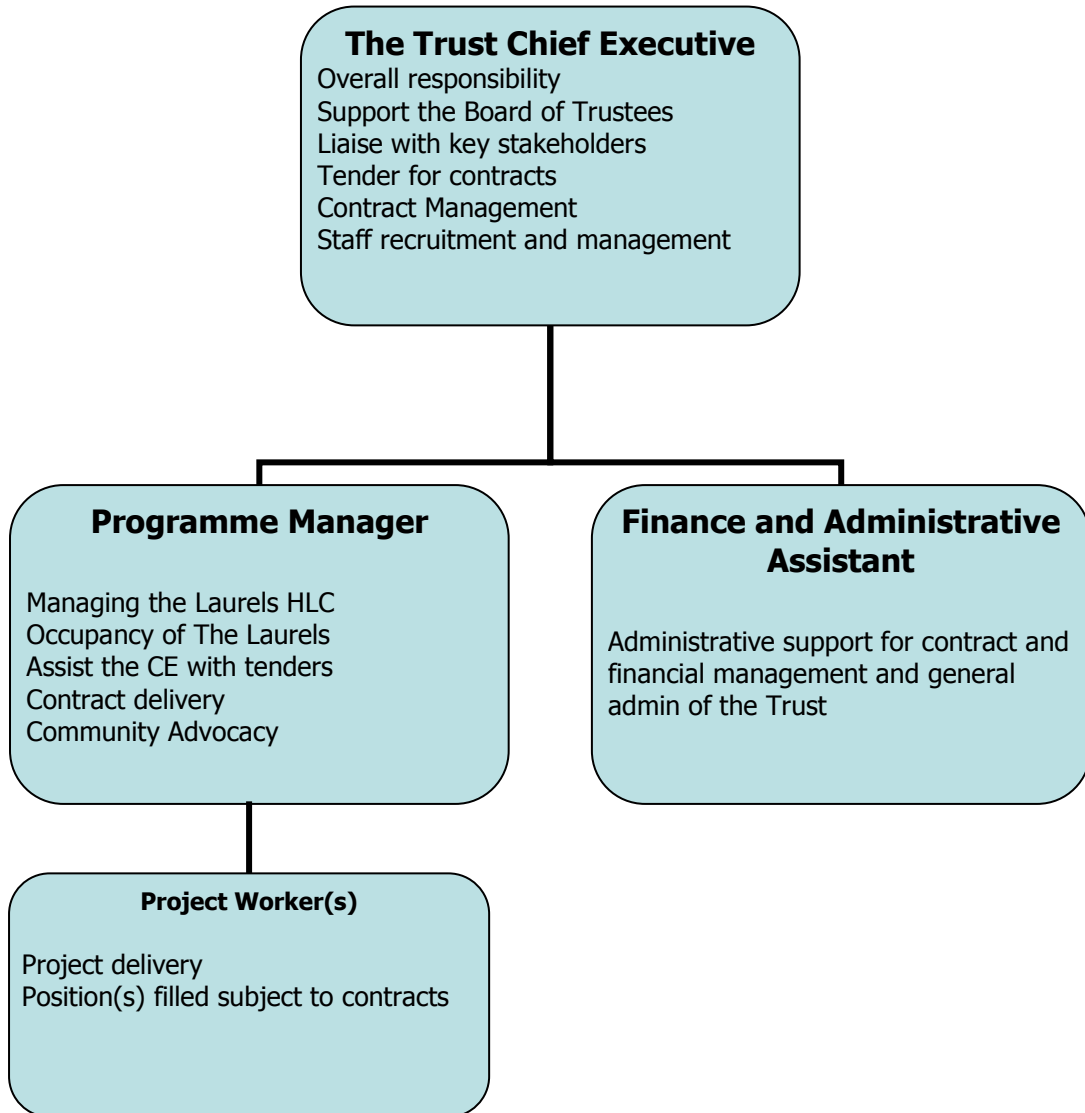 The Trust Chief Executive
Overall responsibility
Support the Board of Trustees
Liaise with key stakeholders
Tender for contracts
Contract Management
Staff recruitment and management
Programme Manager
Managing the Laurels HLC
Occupancy of The Laurels
Assist the CE with tenders
Contract delivery
Community Advocacy
Finance and Administrative
Assistant
Administrative support for contract and
financial management and general
admin of the Trust
Project Worker(s)
Project delivery
Position(s) filled subject to contracts